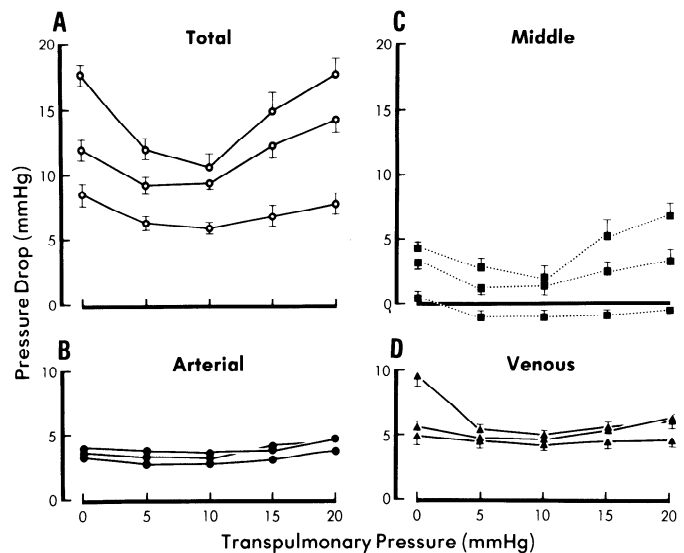 A
Total
20
15
10
5
0
C
Middle
20
15
10
5
0
Pressure Drop (mmHg)
B
Arterial
10
5
0
0 5 10 15 20
D
Venous
10
5
0
0 5 10 15 20
Transpulmonary Pressure (mmHg)